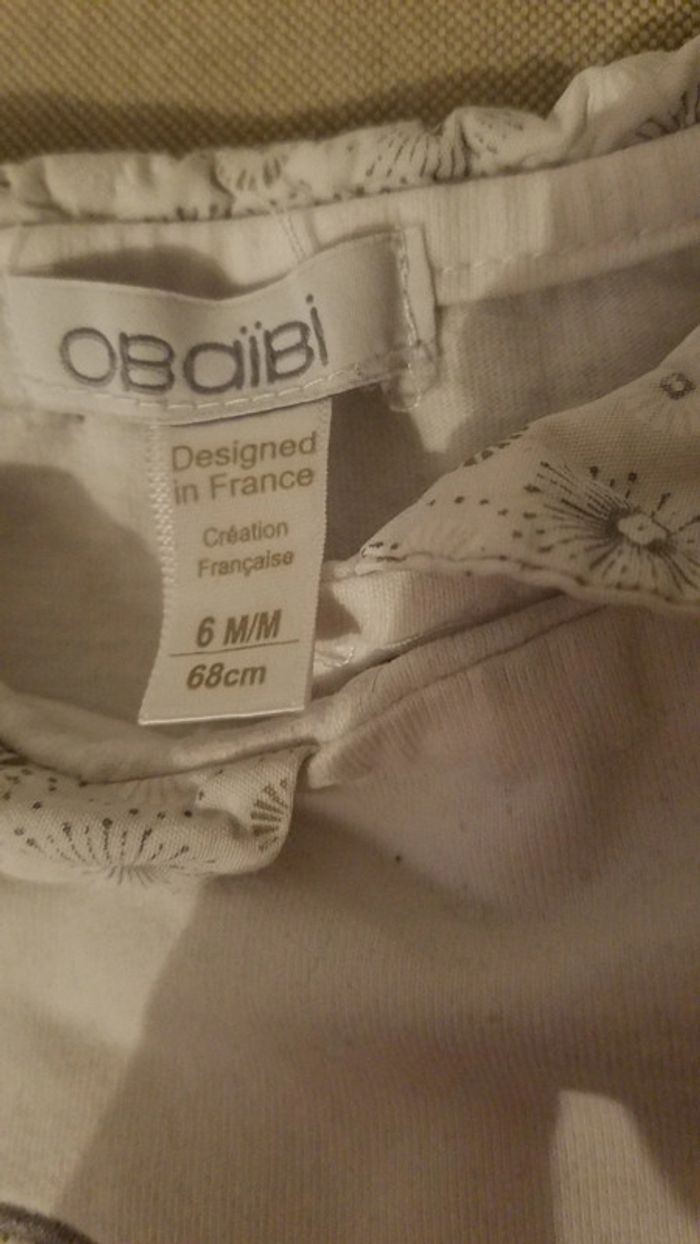 OBaïBi
Designed
in France
Création
Française
6 M/M
68cm